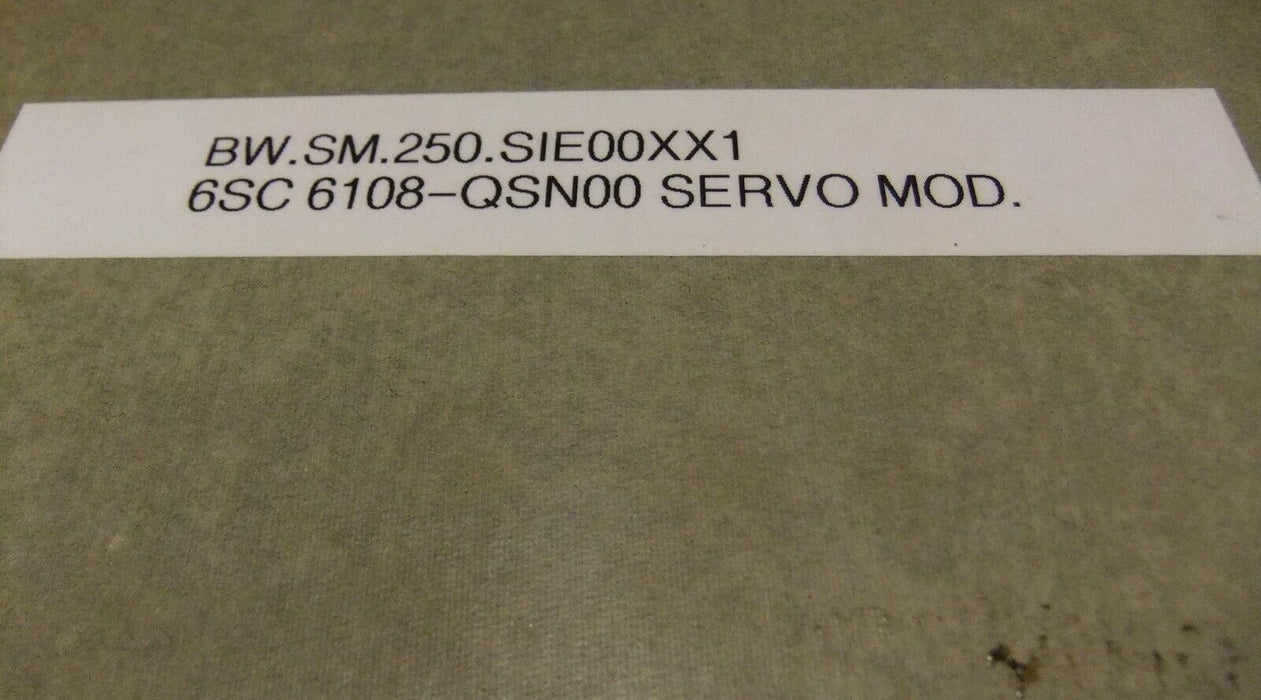 BW.SM.250.SIE00XX1
6SC 6108-QSN00 SERVO MOD.